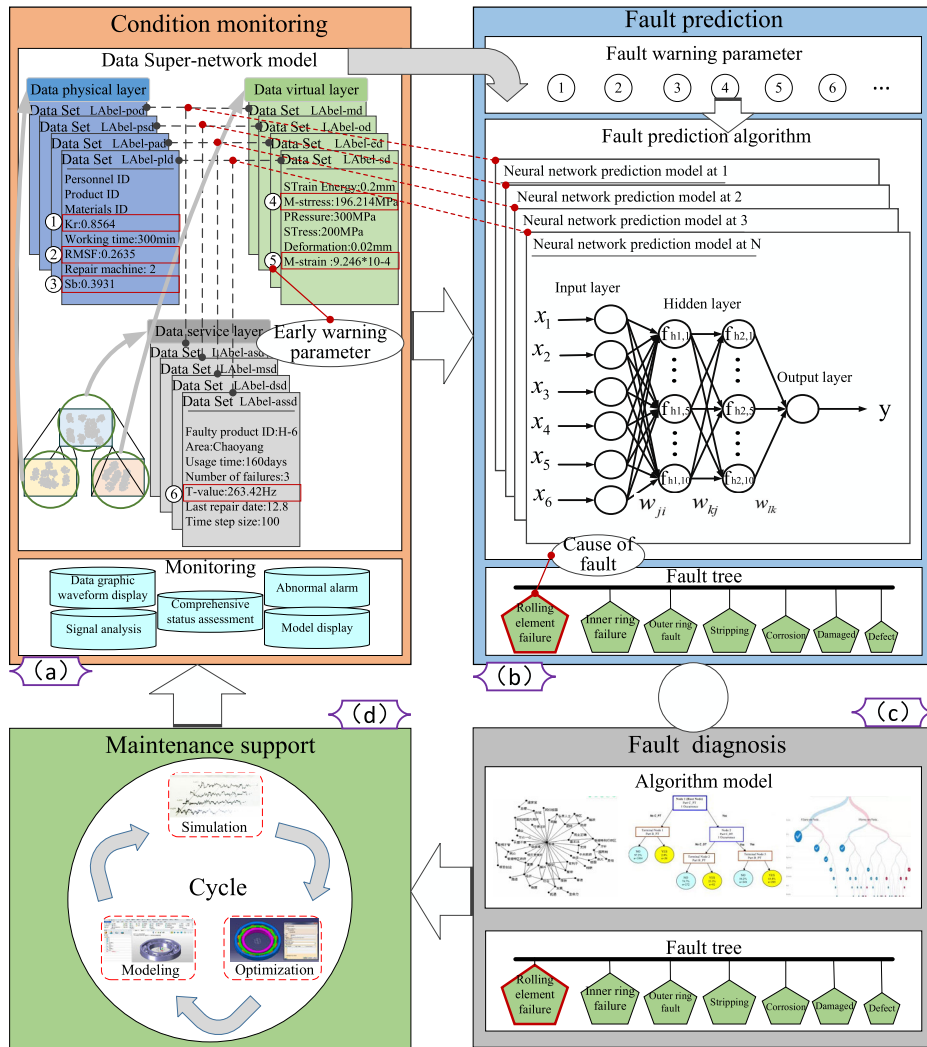 Condition monitoring
Data Super-network model
Data physical layer
Data Set LAbel-pod
Data Set LAbel-psd
Data Set LAbel-pad
Data Set LAbel-pld
Personnel ID
Product ID
Materials ID
1 Kr:0.8564
Working time:300min
2 RMSF:0.2635
Repair machine: 2
3 Sb:0.3931
Data virtual layer
Data Set LAbel-md
Data Set LAbel-od
Data Set LAbel-ed
Data Set LAbel-sd
STrain Energy:0.2mm
4 M-strress:196.214MPa
PRessure:300MPa
STress:200MPa
Deformation:0.02mm
5 M-strain :9.246*10-4
Early warning
parameter
Data service layer
Data Set LAbel-asd
Data Set LAbel-msd
Data Set LAbel-dsd
Data Set LAbel-assd
Faulty product ID:H-6
Area:Chaoyang
Usage time:160days
Number of failures:3
6 T-value:263.42Hz
Last repair date:12.8
Time step size:100
Monitoring
Data graphic
waveform display
Signal analysis
Comprehensive
status assessment
Abnormal alarm
Model display
(a)
Fault prediction
Fault warning parameter
1 2 3 4 5 6 ...
Fault prediction algorithm
Neural network prediction model at 1
Neural network prediction model at 2
Neural network prediction model at 3
Neural network prediction model at N
Input layer
Hidden layer
Output layer
x1
x2
x3
x4
x5
x6
fh1,1
fh1,5
fh1,10
fh2,1
fh2,5
fh2,10
y
wji
wkj
wlk
Cause of
fault
Fault tree
Rolling
element
failure
Inner ring
failure
Outer ring
fault
Stripping
Corrosion
Damaged
Defect
(b)
(d)
Maintenance support
Simulation
Cycle
Modeling
Optimization
(c)
Fault diagnosis
Algorithm model
Fault tree
Rolling
element
failure
Inner ring
failure
Outer ring
fault
Stripping
Corrosion
Damaged
Defect